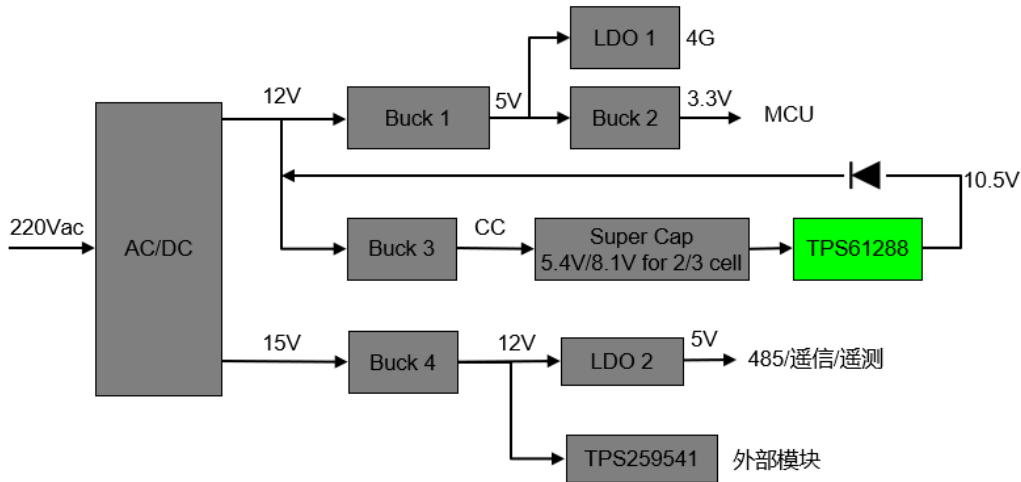 LDO 1
4G
12V
5V
3.3V
Buck 1
Buck 2
MCU
10.5V
220Vac
AC/DC
CC
Buck 3
Super Cap
5.4V/8.1V for 2/3 cell
TPS61288
15V
12V
5V
Buck 4
LDO 2
485/遥信/遥测
TPS259541
外部模块